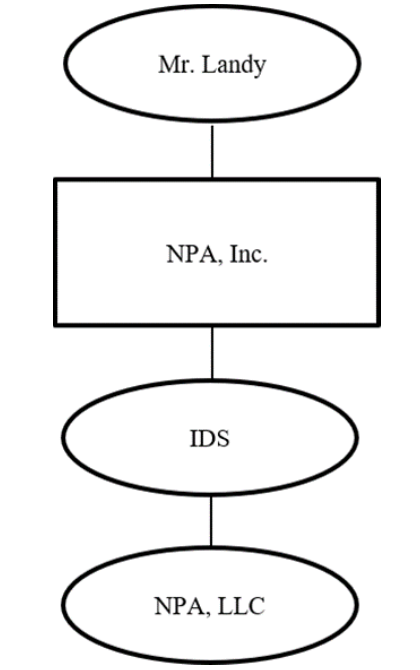 Mr. Landy
NPA, Inc.
IDS
NPA, LLC